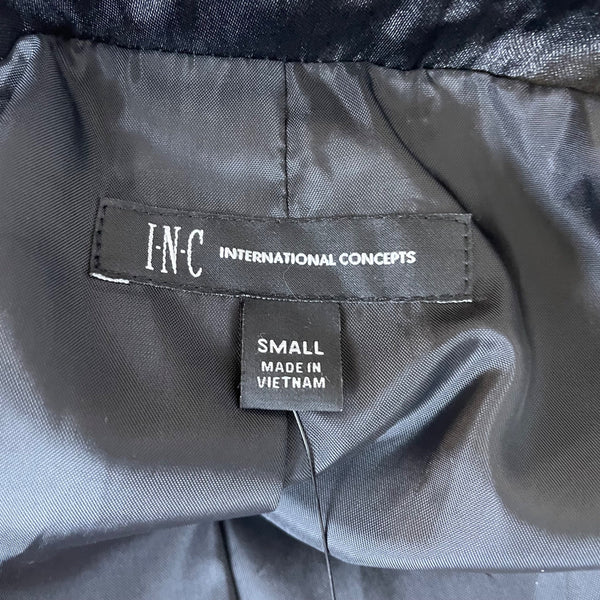 I·N·C INTERNATIONAL CONCEPTS
SMALL
MADE IN
VIETNAM